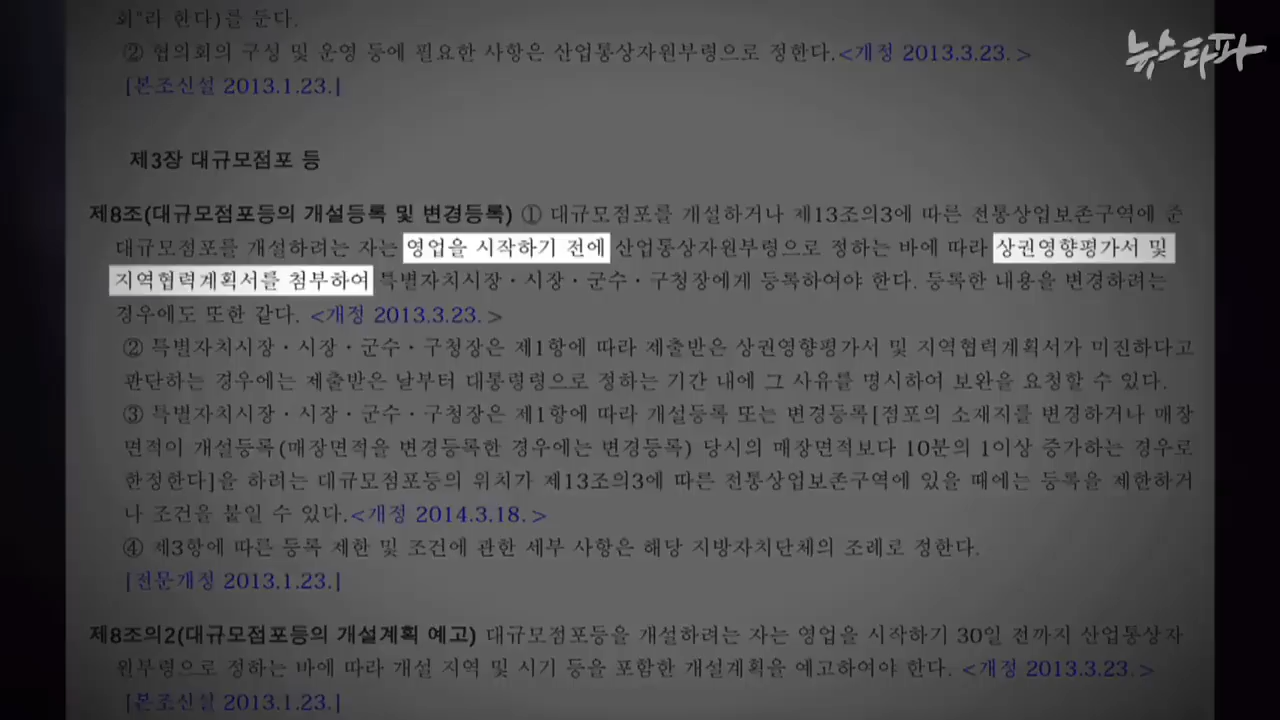 뉴스타파
회"라 한다)를 둔다.
② 협의회의 구성 및 운영 등에 필요한 사항은 산업통상자원부령으로 정한다.<개정 2013.3.23.>
[본조신설 2013.1.23.]
제3장 대규모점포 등
제8조(대규모점포등의 개설등록 및 변경등록) ① 대규모점포를 개설하거나 제13조의3에 따른 전통상업보존구역에 준
대규모점포를 개설하려는 자는 영업을 시작하기 전에 산업통상자원부령으로 정하는 바에 따라 상권영향평가서 및
지역협력계획서를 첨부하여 특별자치시장·시장·군수·구청장에게 등록하여야 한다. 등록한 내용을 변경하려는
경우에도 또한 같다. <개정 2013.3.23.>
② 특별자치시장·시장·군수·구청장은 제1항에 따라 제출받은 상권영향평가서 및 지역협력계획서가 미진하다고
판단하는 경우에는 제출받은 날부터 대통령령으로 정하는 기간 내에 그 사유를 명시하여 보완을 요청할 수 있다.
③ 특별자치시장·시장·군수·구청장은 제1항에 따라 개설등록 또는 변경등록[점포의 소재지를 변경하거나 매장
면적이 개설등록(매장면적을 변경등록한 경우에는 변경등록) 당시의 매장면적보다 10분의 1이상 증가하는 경우로
한정한다]을 하려는 대규모점포등의 위치가 제13조의3에 따른 전통상업보존구역에 있을 때에는 등록을 제한하거
나 조건을 붙일 수 있다.<개정 2014.3.18.>
④ 제3항에 따른 등록 제한 및 조건에 관한 세부 사항은 해당 지방자치단체의 조례로 정한다.
[전문개정 2013.1.23.]
제8조의2(대규모점포등의 개설계획 예고) 대규모점포등을 개설하려는 자는 영업을 시작하기 30일 전까지 산업통상자
원부령으로 정하는 바에 따라 개설 지역 및 시기 등을 포함한 개설계획을 예고하여야 한다. <개정 2013.3.23.>
[본조신설 2013.1.23.]